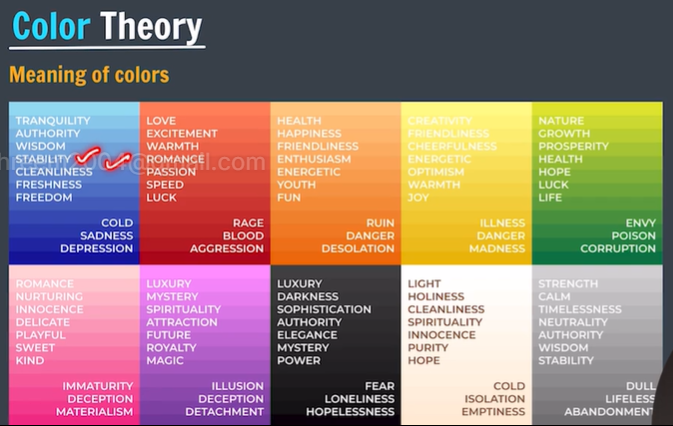 Color Theory
Meaning of colors
TRANQUILITY
AUTHORITY
WISDOM
STABILITY
CLEANLINESS
FRESHNESS
FREEDOM
COLD
SADNESS
DEPRESSION
LOVE
EXCITEMENT
WARMTH
ROMANCE
PASSION
SPEED
LUCK
RAGE
BLOOD
AGGRESSION
HEALTH
HAPPINESS
FRIENDLINESS
ENTHUSIASM
ENERGETIC
YOUTH
FUN
RUIN
DANGER
DESOLATION
CREATIVITY
FRIENDLINESS
CHEERFULNESS
ENERGETIC
OPTIMISM
WARMTH
JOY
ILLNESS
DANGER
MADNESS
NATURE
GROWTH
PROSPERITY
HEALTH
HOPE
LUCK
LIFE
ENVY
POISON
CORRUPTION
ROMANCE
NURTURING
INNOCENCE
DELICATE
PLAYFUL
SWEET
KIND
IMMATURITY
DECEPTION
MATERIALISM
LUXURY
MYSTERY
SPIRITUALITY
ATTRACTION
FUTURE
ROYALTY
MAGIC
ILLUSION
DECEPTION
DETACHMENT
LUXURY
DARKNESS
SOPHISTICATION
AUTHORITY
ELEGANCE
MYSTERY
POWER
FEAR
LONELINESS
HOPELESSNESS
LIGHT
HOLINESS
CLEANLINESS
SPIRITUALITY
INNOCENCE
PURITY
HOPE
COLD
ISOLATION
EMPTINESS
STRENGTH
CALM
TIMELESSNESS
NEUTRALITY
AUTHORITY
WISDOM
STABILITY
DULL
LIFELESS
ABANDONMENT